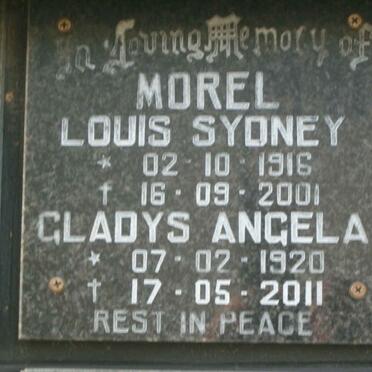 In Loving Memory of
MOREL
LOUIS SYDNEY
* 02-10-1916
† 16-09-2001
GLADYS ANGELA
* 07-02-1920
† 17-05-2011
REST IN PEACE